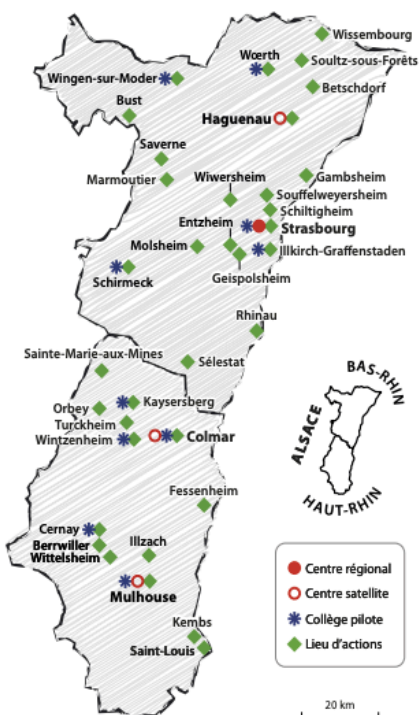 Wissembourg
Wœrth
Soultz-sous-Forêts
Wingen-sur-Moder
Betschdorf
Bust
Haguenau
Saverne
Marmoutier
Wiwersheim
Gambsheim
Souffelweyersheim
Schiltigheim
Entzheim
Strasbourg
Molsheim
Illkirch-Graffenstaden
Schirmeck
Geispolsheim
Rhinau
Sainte-Marie-aux-Mines
Sélestat
BAS-RHIN
ALSACE
HAUT-RHIN
Kaysersberg
Orbey
Turckheim
Wintzenheim
Colmar
Fessenheim
Cernay
Berrwiller
Illzach
Wittelsheim
Mulhouse
Kembs
Saint-Louis
Centre régional
Centre satellite
Collège pilote
Lieu d'actions
20 km